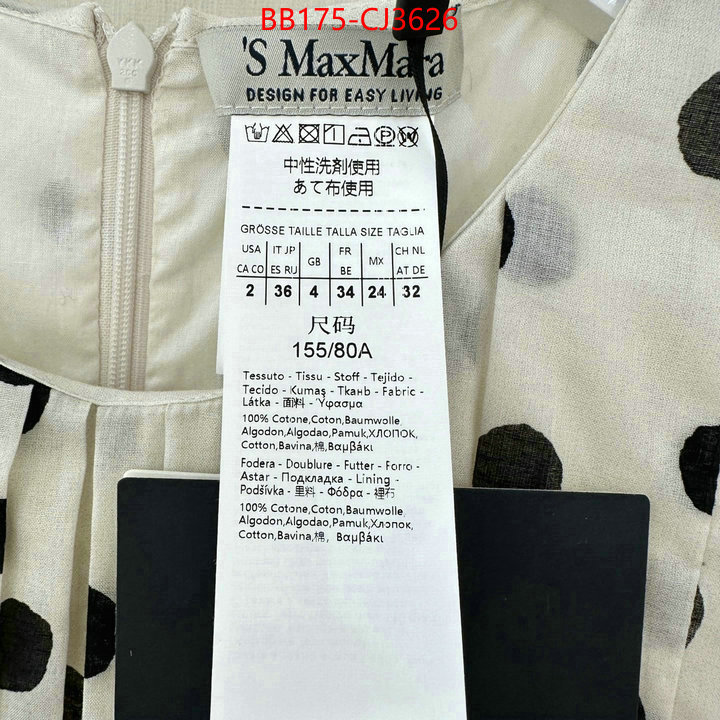 BB175-CJ3626
YKK
'S MaxMara
DESIGN FOR EASY LIVING
中性洗剤使用
あて布使用
GRÖSSE TAILLE TALLA SIZE TAGLIA
USA IT JP GB FR MX CH NL
CA CO ES RU BE AT DE
2 36 4 34 24 32
尺码
155/80A
Tessuto - Tissu - Stoff - Tejido -
Tecido - Kumaş - Ткань - Fabric -
Látka - 面料 - Ύφασμα
100% Cotone,Coton,Baumwolle,
Algodon,Algodao,Pamuk,ХЛОПОК,
Cotton,Bavina,棉,Βαμβάκι
Fodera - Doublure - Futter - Forro -
Astar - Подкладка - Lining -
Podšívka - 里料 - Φόδρα - 裡布
100% Cotone,Coton,Baumwolle,
Algodon,Algodao,Pamuk,Хлопок,
Cotton,Bavina,棉, Βαμβάκι